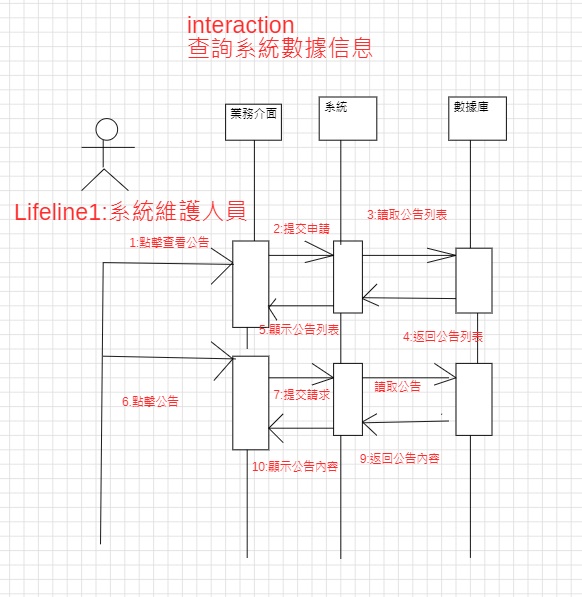 interaction
查詢系統數據信息
業務介面
系統
數據庫
Lifeline1:系統維護人員
3:讀取公告列表
2:提交申請
1:點擊查看公告
5:顯示公告列表
4:返回公告列表
讀取公告
7:提交請求
6.點擊公告
9:返回公告內容
10:顯示公告內容